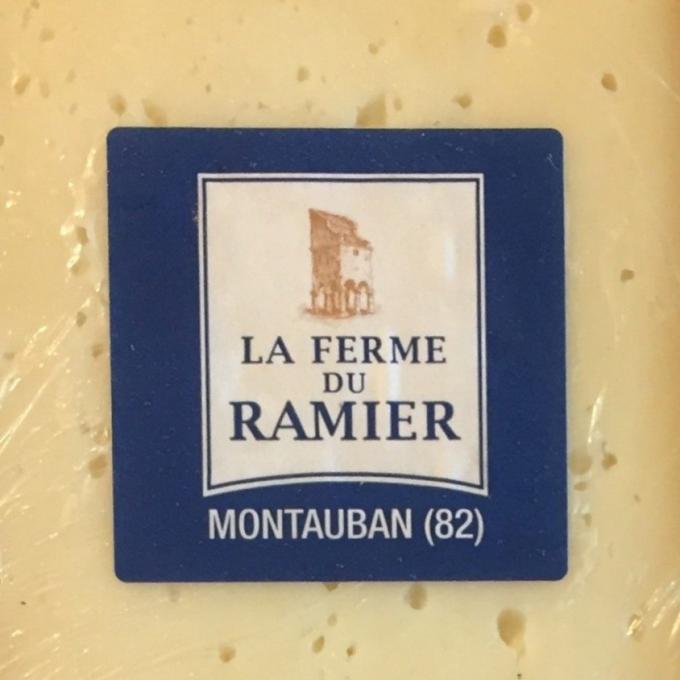 LA FERME
DU
RAMIER
MONTAUBAN (82)